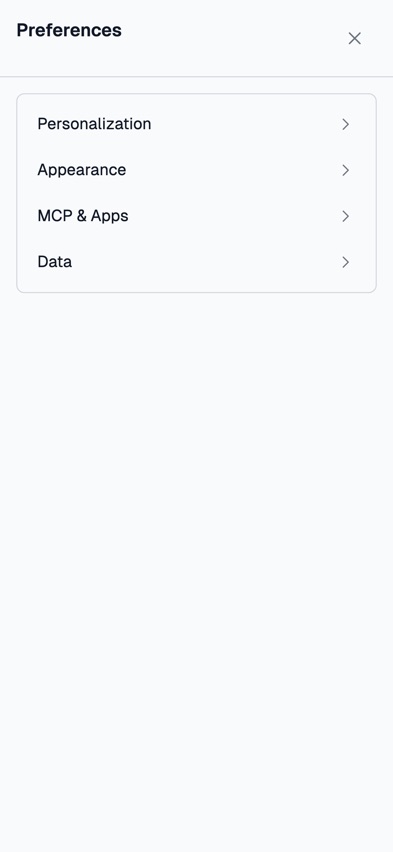 Preferences
Personalization
Appearance
MCP & Apps
Data